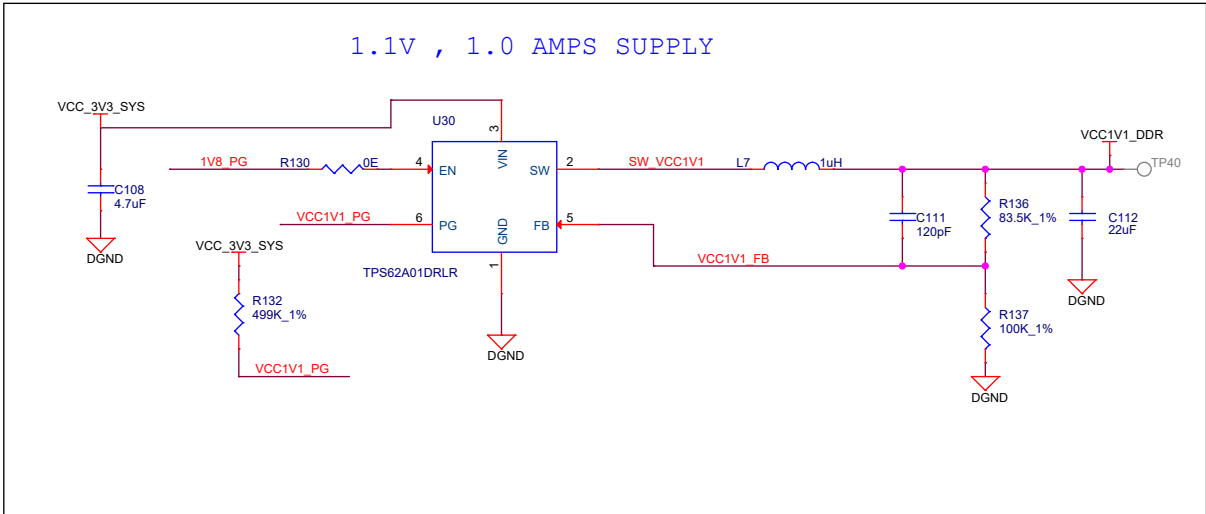 1.1V , 1.0 AMPS SUPPLY
VCC_3V3_SYS
VCC1V1_DDR
U30
3
VIN
1V8_PG
R130
0E
4
EN
SW
2
SW_VCC1V1
L7
1uH
TP40
C108
4.7uF
VCC1V1_PG
6
PG
GND
FB
5
C111
120pF
R136
83.5K_1%
C112
22uF
DGND
VCC_3V3_SYS
VCC1V1_FB
TPS62A01DRLR
1
DGND
R132
499K_1%
R137
100K_1%
DGND
VCC1V1_PG
DGND